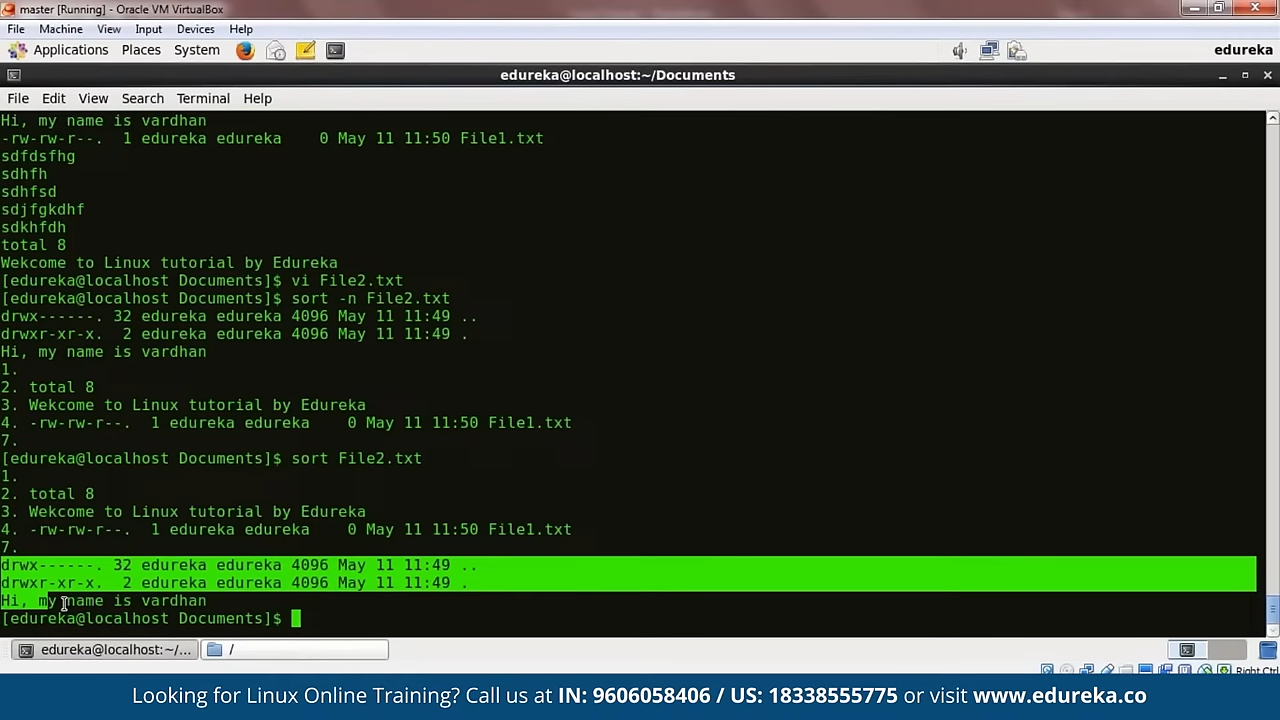 master [Running] - Oracle VM VirtualBox
File Machine View Input Devices Help
Applications Places System edureka
edureka@localhost:~/Documents
File Edit View Search Terminal Help
Hi, my name is vardhan
-rw-rw-r--.  1 edureka edureka    0 May 11 11:50 File1.txt
sdfdsfhg
sdhfh
sdhfsd
sdjfgkdhf
sdkhfdh
total 8
Wekcome to Linux tutorial by Edureka
[edureka@localhost Documents]$ vi File2.txt
[edureka@localhost Documents]$ sort -n File2.txt
drwx------. 32 edureka edureka 4096 May 11 11:49 ..
drwxr-xr-x.  2 edureka edureka 4096 May 11 11:49 .
Hi, my name is vardhan
1.
2. total 8
3. Wekcome to Linux tutorial by Edureka
4. -rw-rw-r--.  1 edureka edureka    0 May 11 11:50 File1.txt
7.
[edureka@localhost Documents]$ sort File2.txt
1.
2. total 8
3. Wekcome to Linux tutorial by Edureka
4. -rw-rw-r--.  1 edureka edureka    0 May 11 11:50 File1.txt
7.
drwx------. 32 edureka edureka 4096 May 11 11:49 ..
drwxr-xr-x.  2 edureka edureka 4096 May 11 11:49 .
Hi, my name is vardhan
[edureka@localhost Documents]$
edureka@localhost:~/... /
Right Ctrl
Looking for Linux Online Training? Call us at IN: 9606058406 / US: 18338555775 or visit www.edureka.co